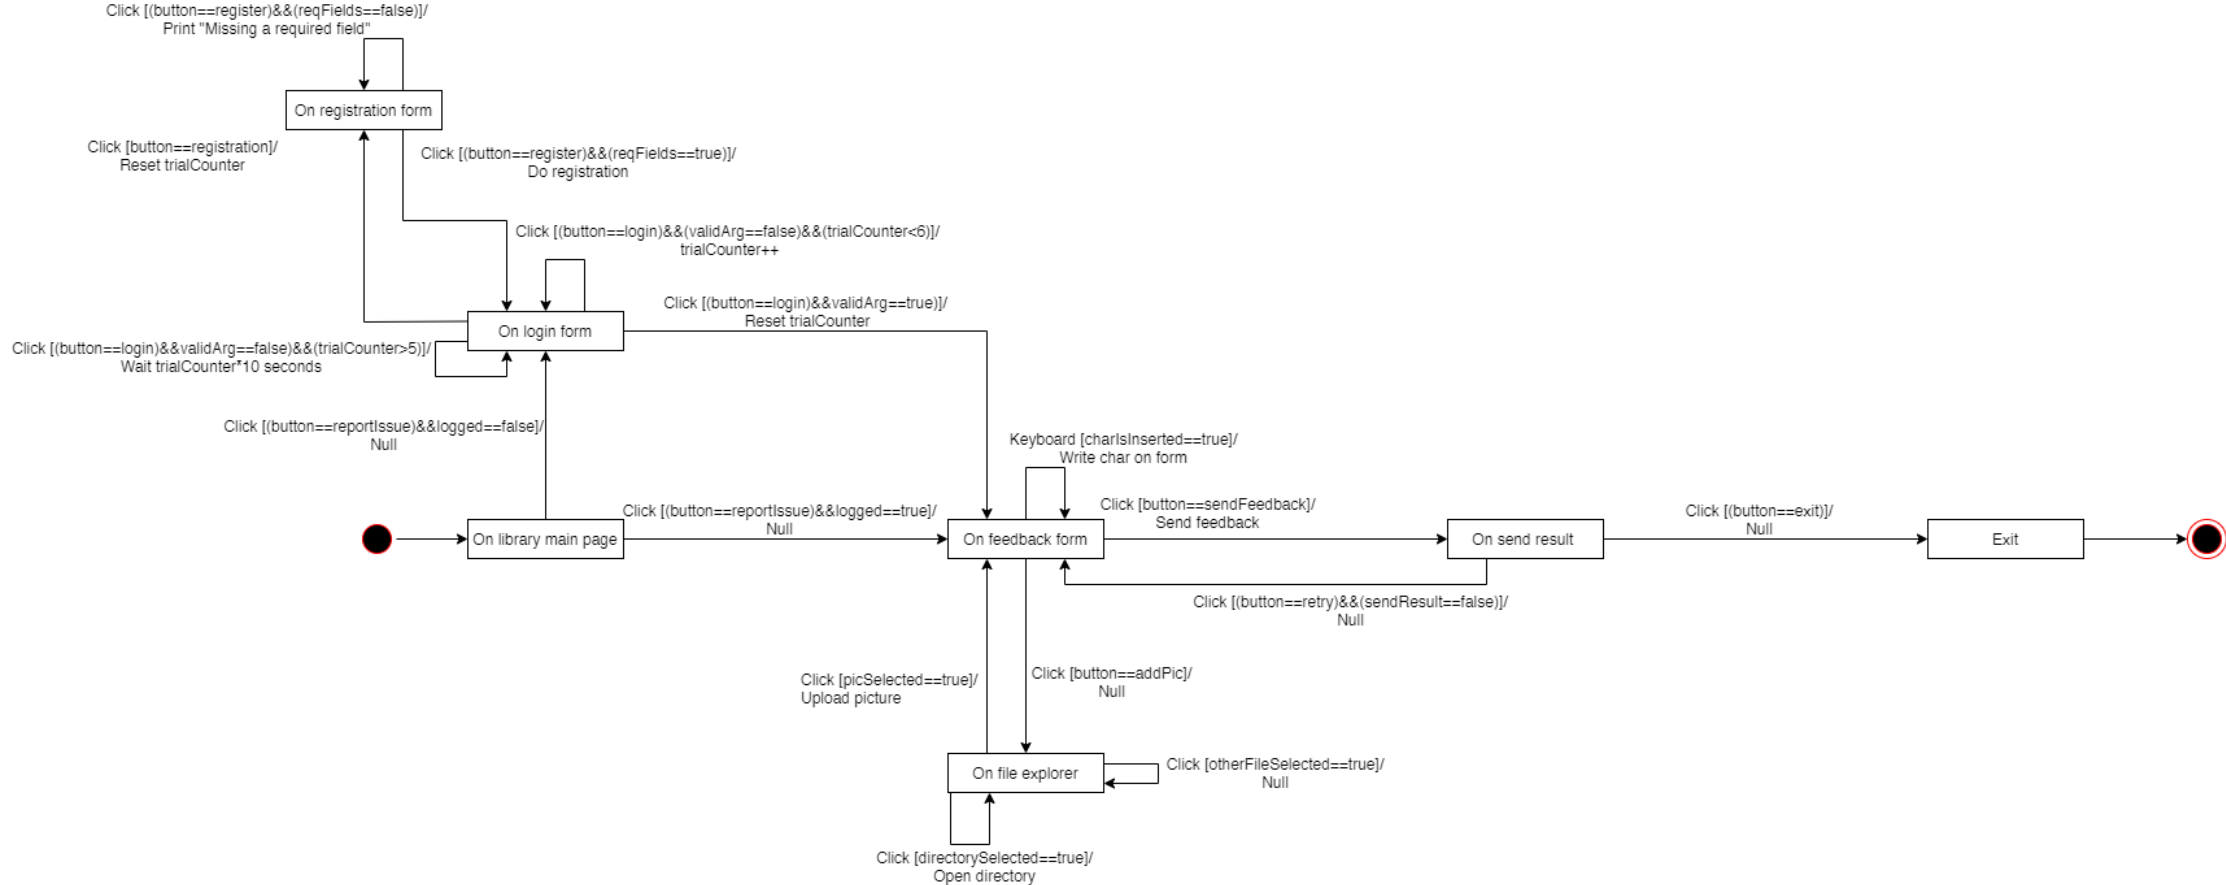 Click [(button==register)&&(reqFields==false)]/
Print "Missing a required field"
On registration form
Click [button==registration]/
Reset trialCounter
Click [(button==register)&&(reqFields==true)]/
Do registration
Click [(button==login)&&(validArg==false)&&(trialCounter<6)]/
trialCounter++
Click [(button==login)&&validArg==true)]/
Reset trialCounter
On login form
Click [(button==login)&&validArg==false)&&(trialCounter>5)]/
Wait trialCounter*10 seconds
Click [(button==reportIssue)&&logged==false]/
Null
Keyboard [charIsInserted==true]/
Write char on form
Click [(button==reportIssue)&&logged==true]/
Null
Click [button==sendFeedback]/
Send feedback
Click [(button==exit)]/
Null
On library main page
On feedback form
On send result
Exit
Click [(button==retry)&&(sendResult==false)]/
Null
Click [picSelected==true]/
Upload picture
Click [button==addPic]/
Null
On file explorer
Click [otherFileSelected==true]/
Null
Click [directorySelected==true]/
Open directory